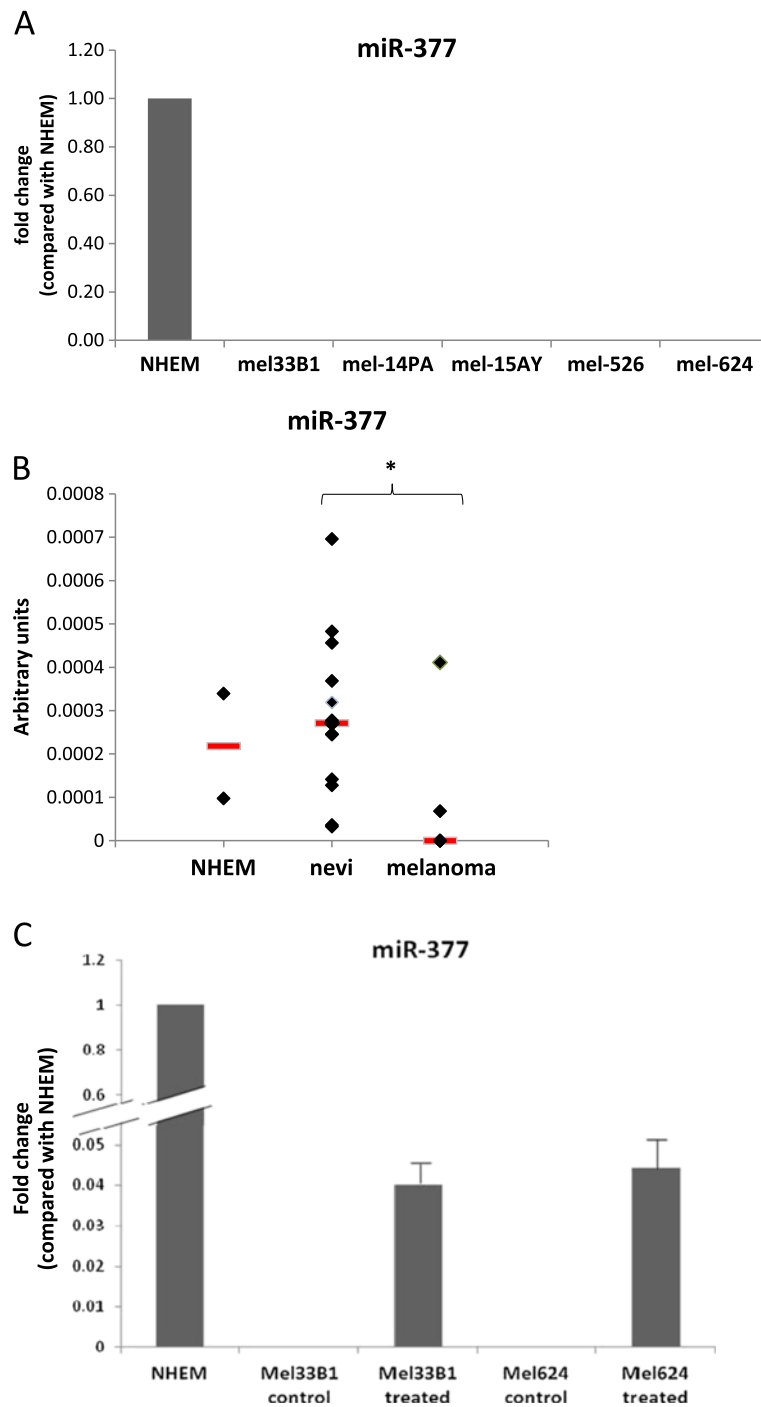 A
miR-377
fold change
(compared with NHEM)
1.20
1.00
0.80
0.60
0.40
0.20
0.00
NHEM mel33B1 mel-14PA mel-15AY mel-526 mel-624
miR-377
B
*
Arbitrary units
0.0008
0.0007
0.0006
0.0005
0.0004
0.0003
0.0002
0.0001
0
NHEM nevi melanoma
C
miR-377
Fold change
(compared with NHEM)
1.2
1
0.8
0.6
0.05
0.04
0.03
0.02
0.01
0
NHEM Mel33B1 Mel33B1 Mel624 Mel624
control treated control treated